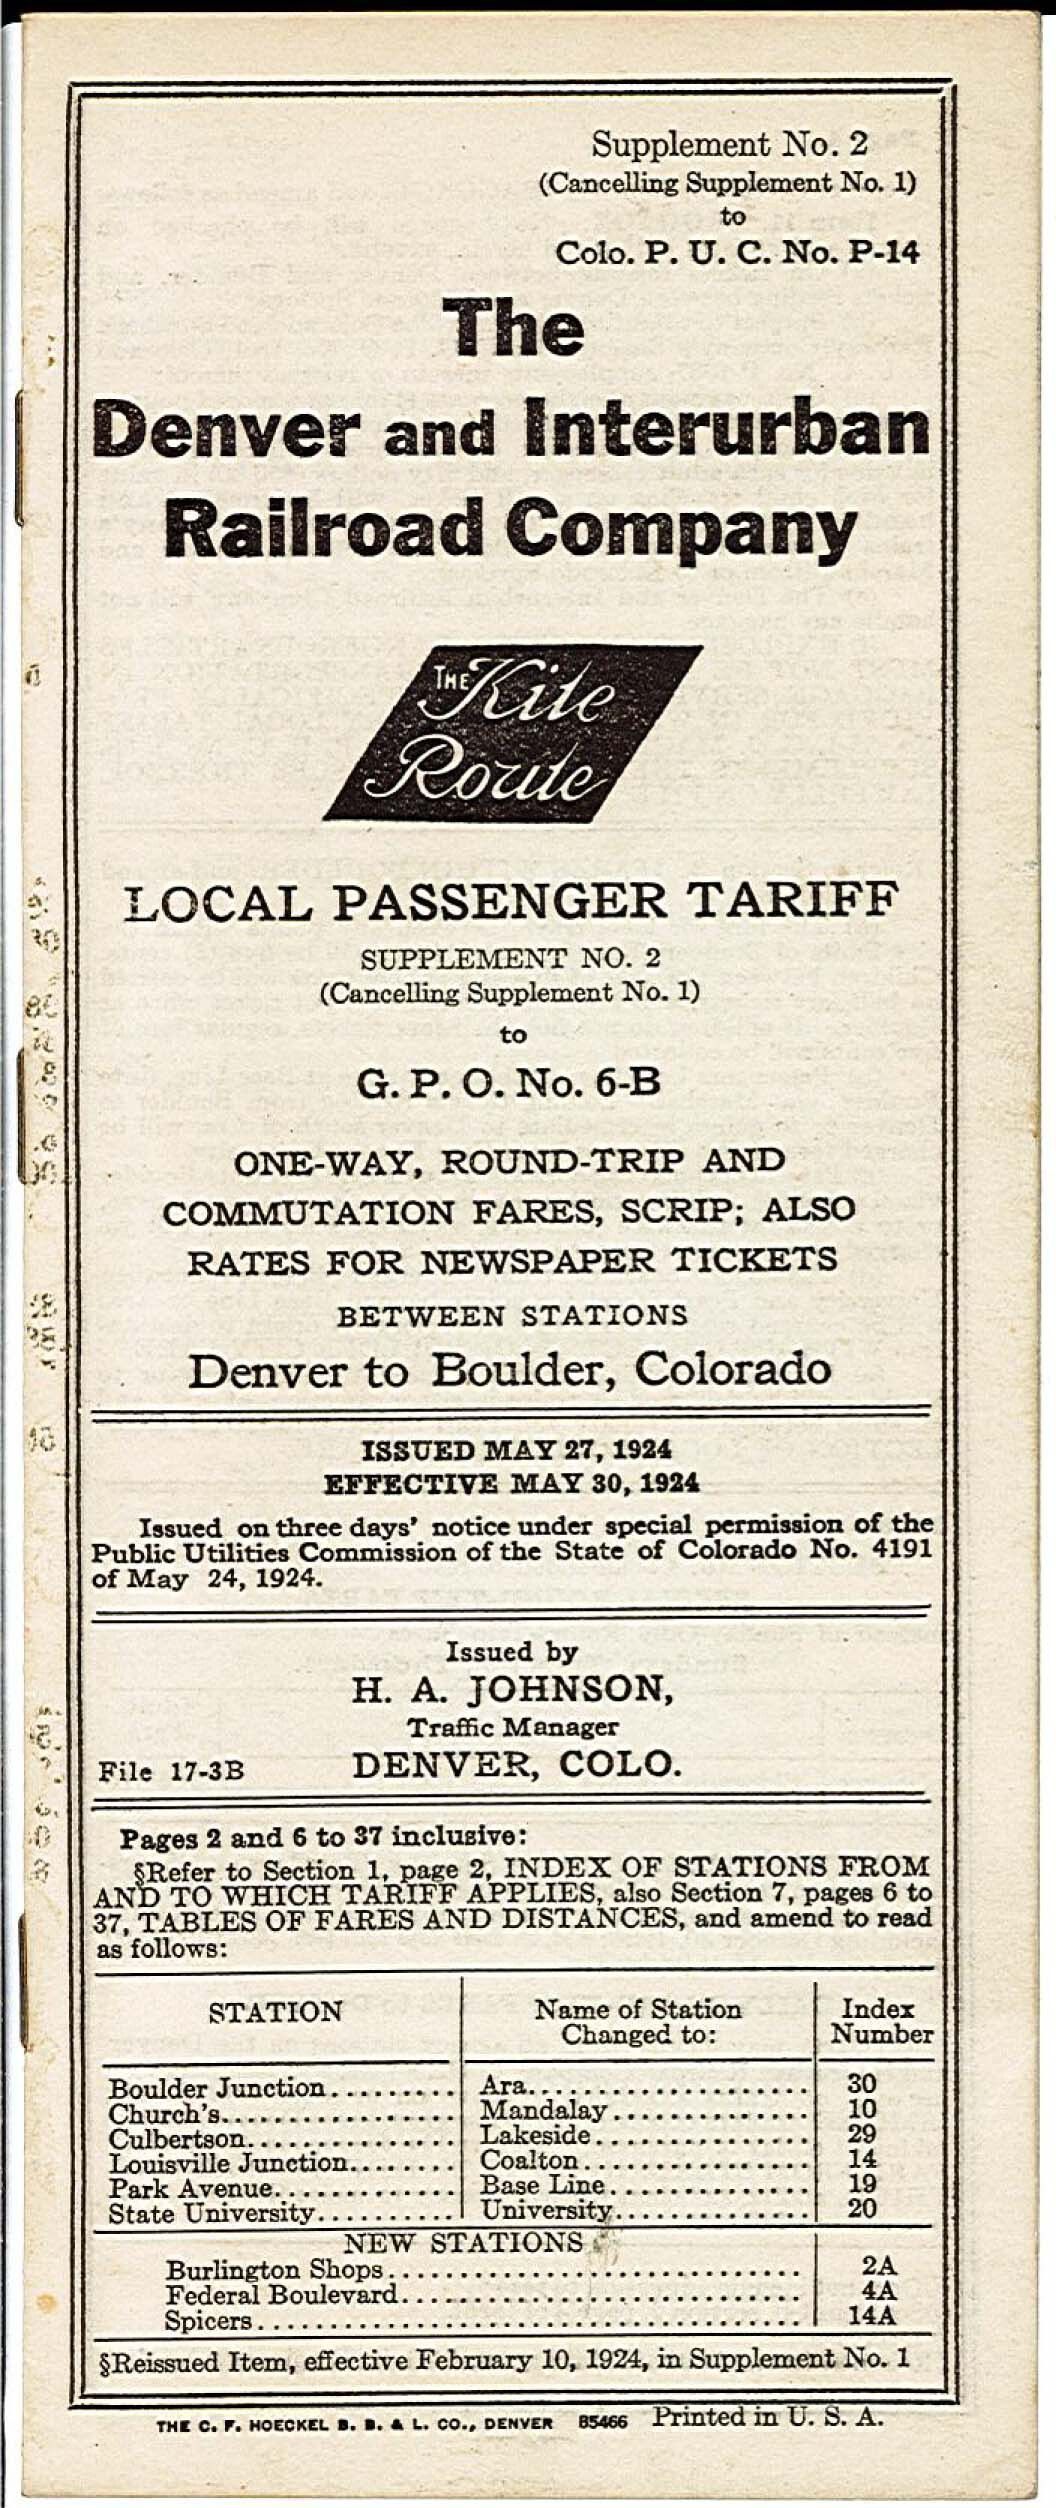 Supplement No. 2
(Cancelling Supplement No. 1)
to
Colo. P. U. C. No. P-14
The
Denver and Interurban
Railroad Company
THE Kite
Route
LOCAL PASSENGER TARIFF
SUPPLEMENT NO. 2
(Cancelling Supplement No. 1)
to
G. P. O. No. 6-B
ONE-WAY, ROUND-TRIP AND
COMMUTATION FARES, SCRIP; ALSO
RATES FOR NEWSPAPER TICKETS
BETWEEN STATIONS
Denver to Boulder, Colorado
ISSUED MAY 27, 1924
EFFECTIVE MAY 30, 1924
Issued on three days' notice under special permission of the
Public Utilities Commission of the State of Colorado No. 4191
of May 24, 1924.
Issued by
H. A. JOHNSON,
Traffic Manager
File 17-3B DENVER, COLO.
Pages 2 and 6 to 37 inclusive:
§Refer to Section 1, page 2, INDEX OF STATIONS FROM
AND TO WHICH TARIFF APPLIES, also Section 7, pages 6 to
37, TABLES OF FARES AND DISTANCES, and amend to read
as follows:
STATION Name of Station Changed to: Index Number
Boulder Junction.......... Ara..................... 30
Church's.................. Mandalay............... 10
Culbertson................ Lakeside................ 29
Louisville Junction........ Coalton................. 14
Park Avenue.............. Base Line............... 19
State University........... University............... 20
NEW STATIONS
Burlington Shops.............................. 2A
Federal Boulevard............................. 4A
Spicers....................................... 14A
§Reissued Item, effective February 10, 1924, in Supplement No. 1
THE C. F. HOECKEL B. B. & L. CO., DENVER 85466 Printed in U. S. A.